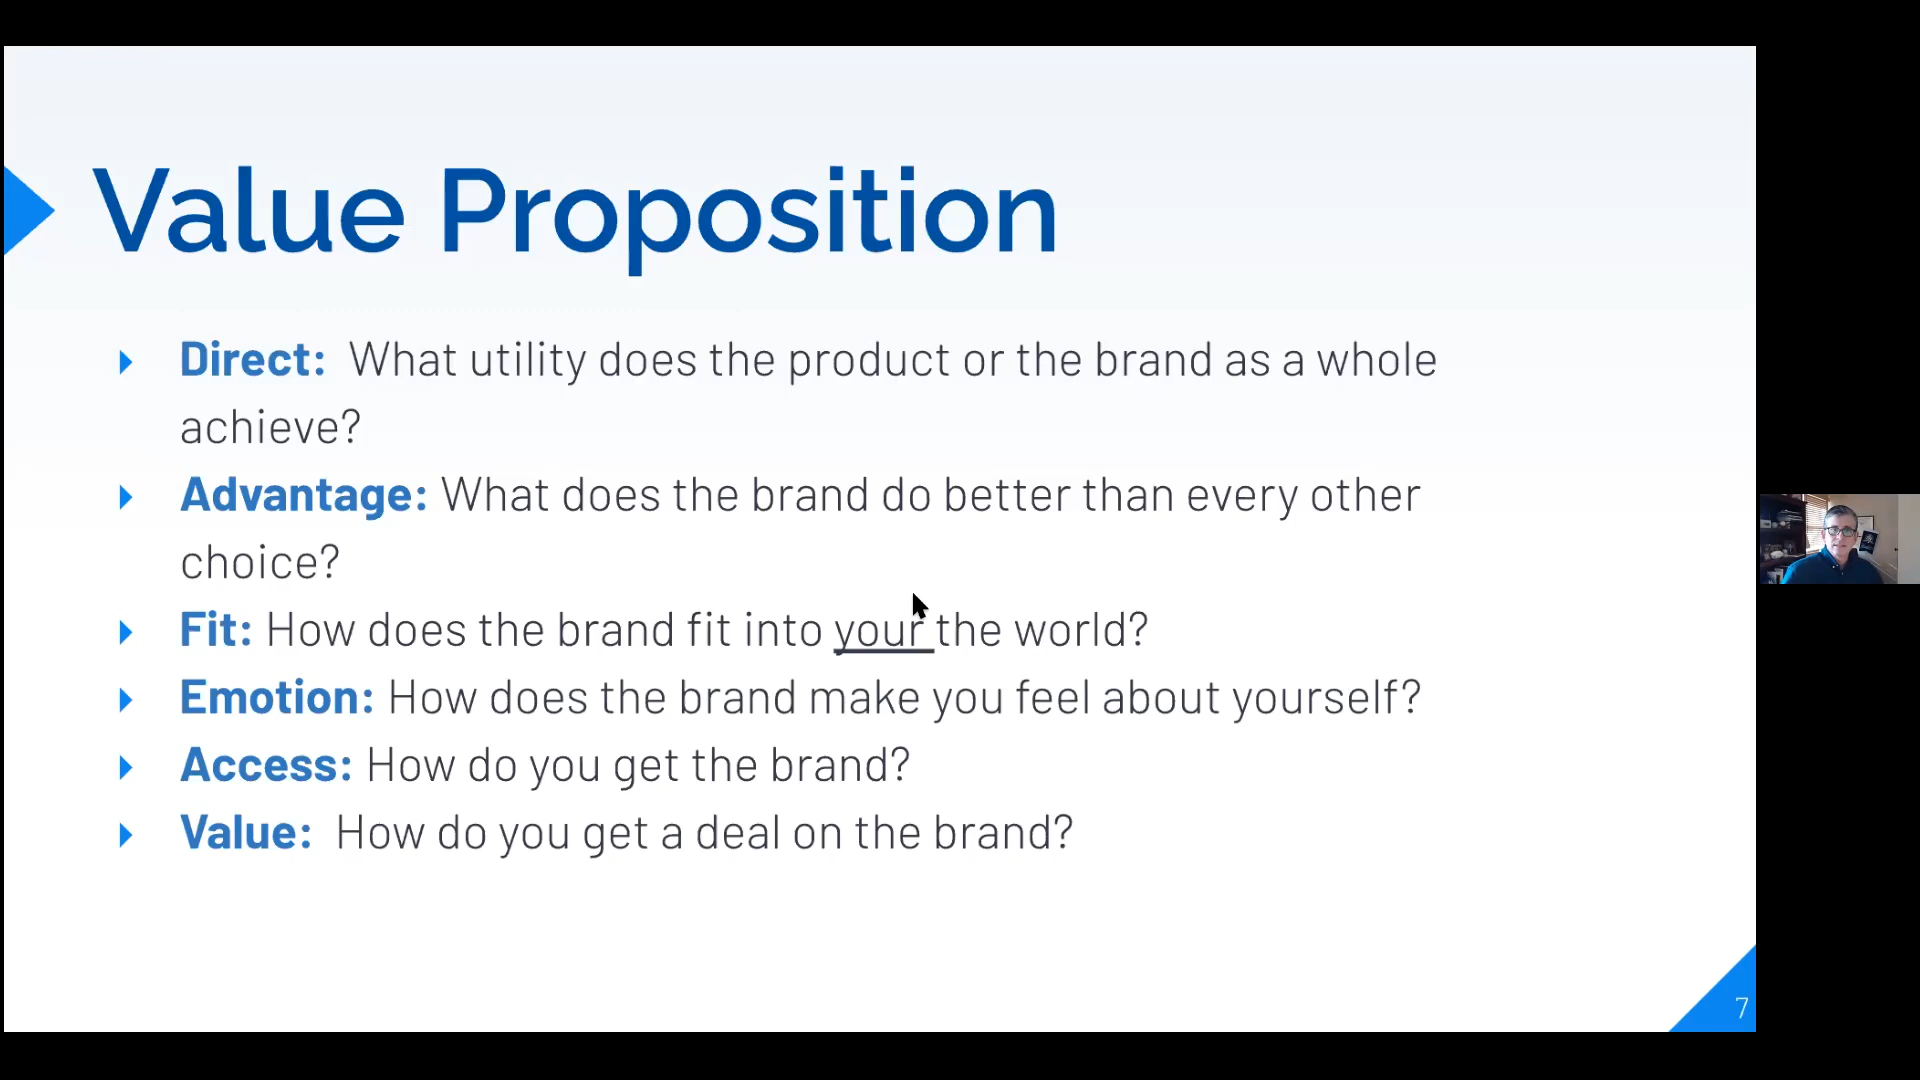 Value Proposition
Direct: What utility does the product or the brand as a whole
achieve?
Advantage: What does the brand do better than every other
choice?
Fit: How does the brand fit into your the world?
Emotion: How does the brand make you feel about yourself?
Access: How do you get the brand?
Value: How do you get a deal on the brand?
7